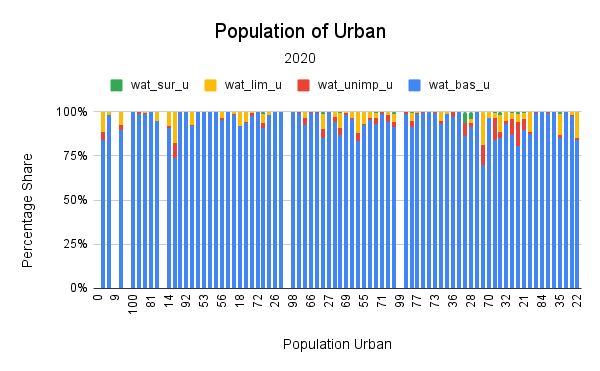 Population of Urban
2020
wat_sur_u wat_lim_u wat_unimp_u wat_bas_u
100%
75%
50%
25%
0%
Percentage Share
0 9 100 81 14 92 53 56 18 72 26 98 66 27 69 55 71 99 77 73 36 28 70 32 21 84 35 22
Population Urban